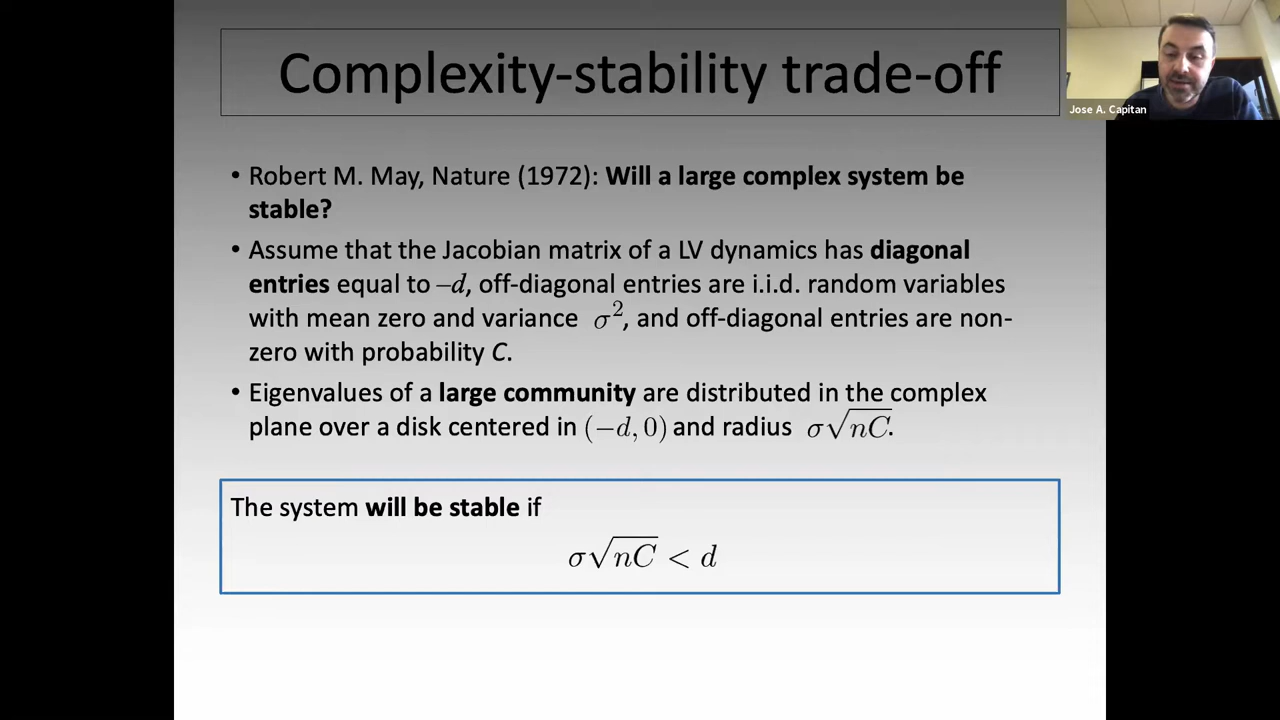 Complexity-stability trade-off
Jose A. Capitan
• Robert M. May, Nature (1972): Will a large complex system be
stable?
• Assume that the Jacobian matrix of a LV dynamics has diagonal
entries equal to –d, off-diagonal entries are i.i.d. random variables
with mean zero and variance σ², and off-diagonal entries are non-
zero with probability C.
• Eigenvalues of a large community are distributed in the complex
plane over a disk centered in (−d, 0) and radius σ√nC.
The system will be stable if
σ√nC < d